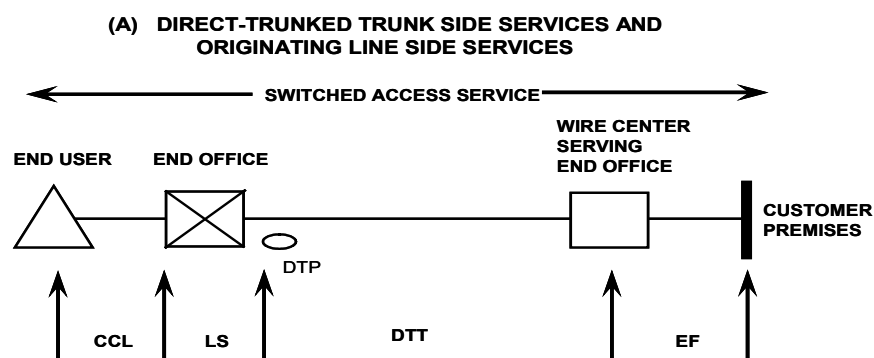 (A) DIRECT-TRUNKED TRUNK SIDE SERVICES AND
ORIGINATING LINE SIDE SERVICES
SWITCHED ACCESS SERVICE
WIRE CENTER
SERVING
END OFFICE
END USER
END OFFICE
CUSTOMER
PREMISES
DTP
CCL
LS
DTT
EF